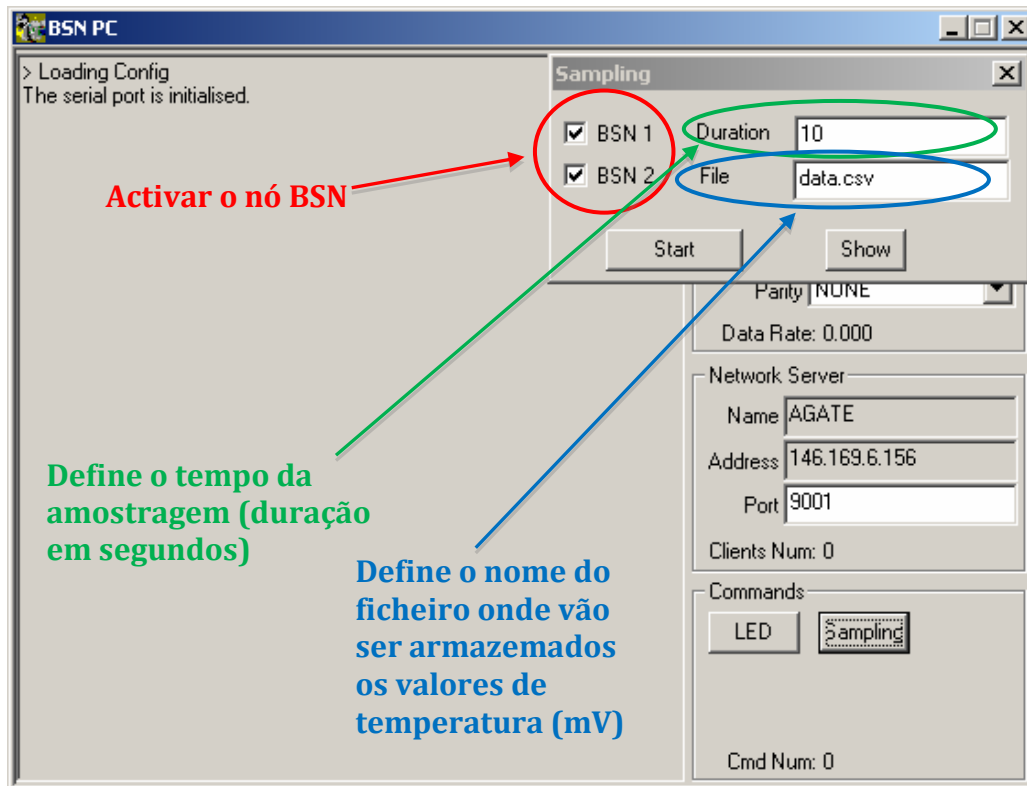 BSN PC
> Loading Config
The serial port is initialised.
Sampling
BSN 1
Duration
10
BSN 2
File
data.csv
Start
Show
Activar o nó BSN
Parity
NONE
Data Rate: 0.000
Network Server
Name
AGATE
Address
146.169.6.156
Port
9001
Clients Num: 0
Define o tempo da
amostragem (duração
em segundos)
Define o nome do
ficheiro onde vão
ser armazemados
os valores de
temperatura (mV)
Commands
LED
Sampling
Cmd Num: 0